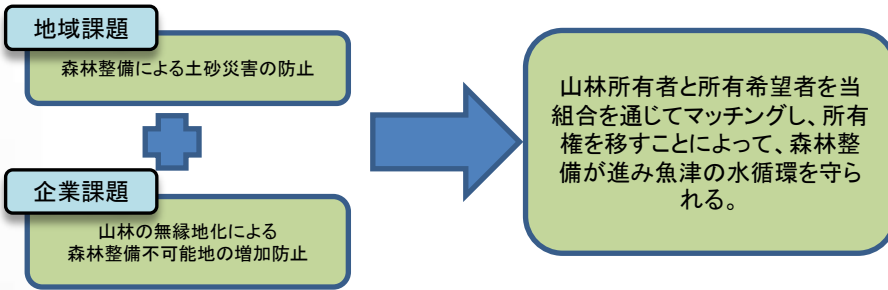 地域課題
森林整備による土砂災害の防止
企業課題
山林の無縁地化による
森林整備不可能地の増加防止
山林所有者と所有希望者を当
組合を通じてマッチングし、所有
権を移すことによって、森林整
備が進み魚津の水循環を守ら
れる。